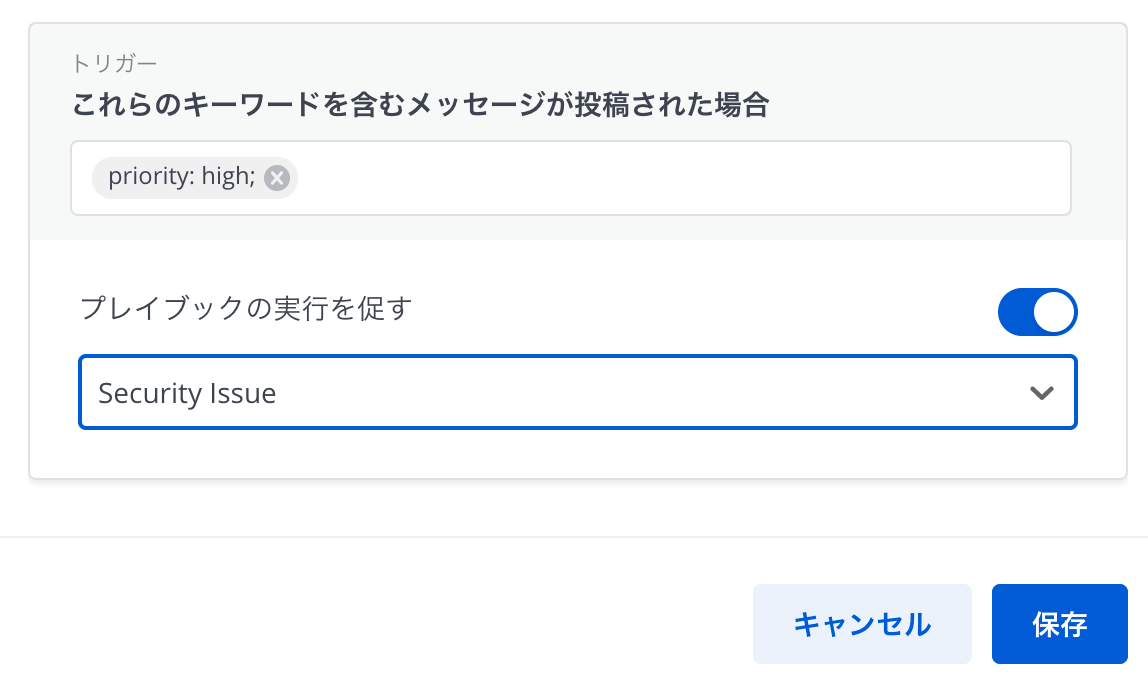 トリガー
これらのキーワードを含むメッセージが投稿された場合
priority: high;
プレイブックの実行を促す
Security Issue
キャンセル
保存